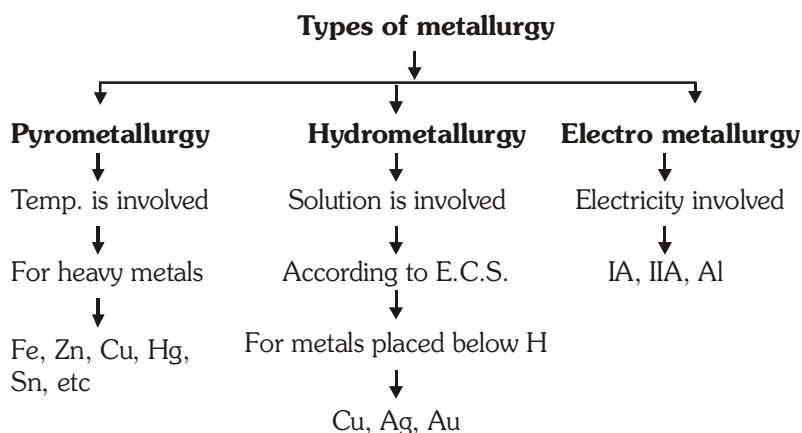 Types of metallurgy
Pyrometallurgy
Temp. is involved
For heavy metals
Fe, Zn, Cu, Hg,
Sn, etc
Hydrometallurgy
Solution is involved
According to E.C.S.
For metals placed below H
Cu, Ag, Au
Electro metallurgy
Electricity involved
IA, IIA, Al